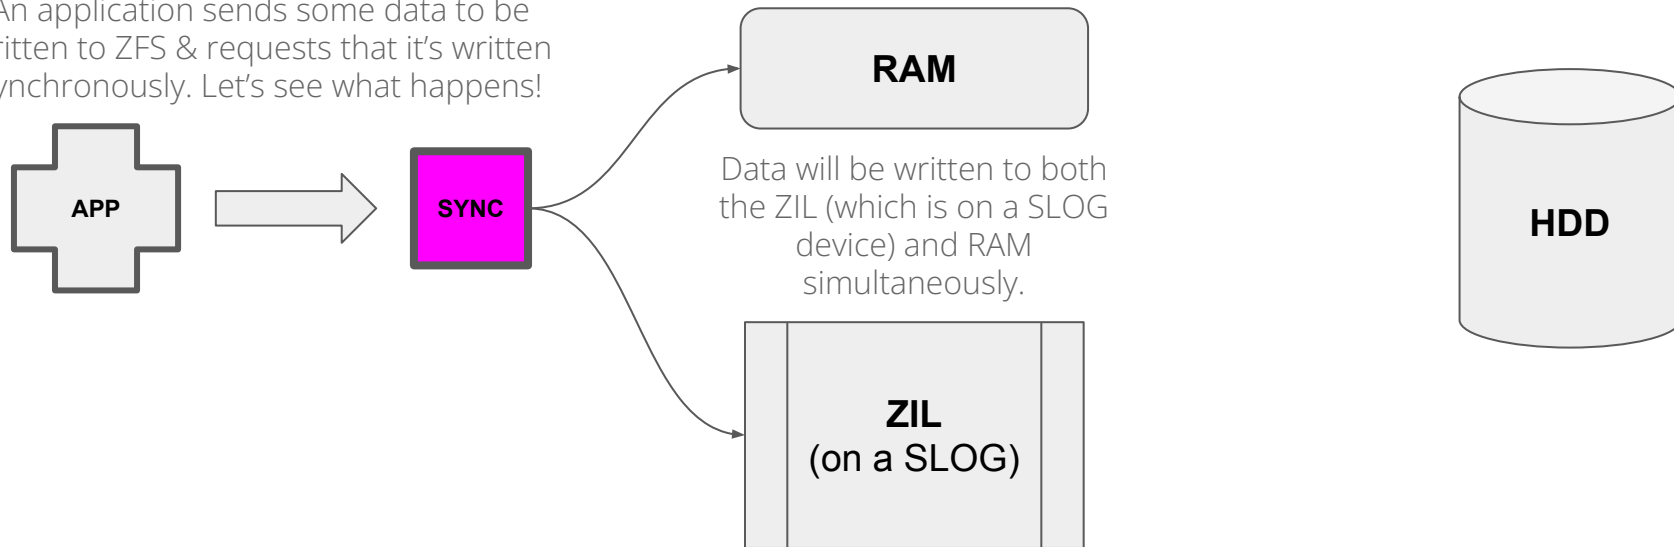 An application sends some data to be
ritten to ZFS & requests that it’s written
ynchronously. Let’s see what happens!
APP
SYNC
RAM
Data will be written to both
the ZIL (which is on a SLOG
device) and RAM
simultaneously.
ZIL
(on a SLOG)
HDD